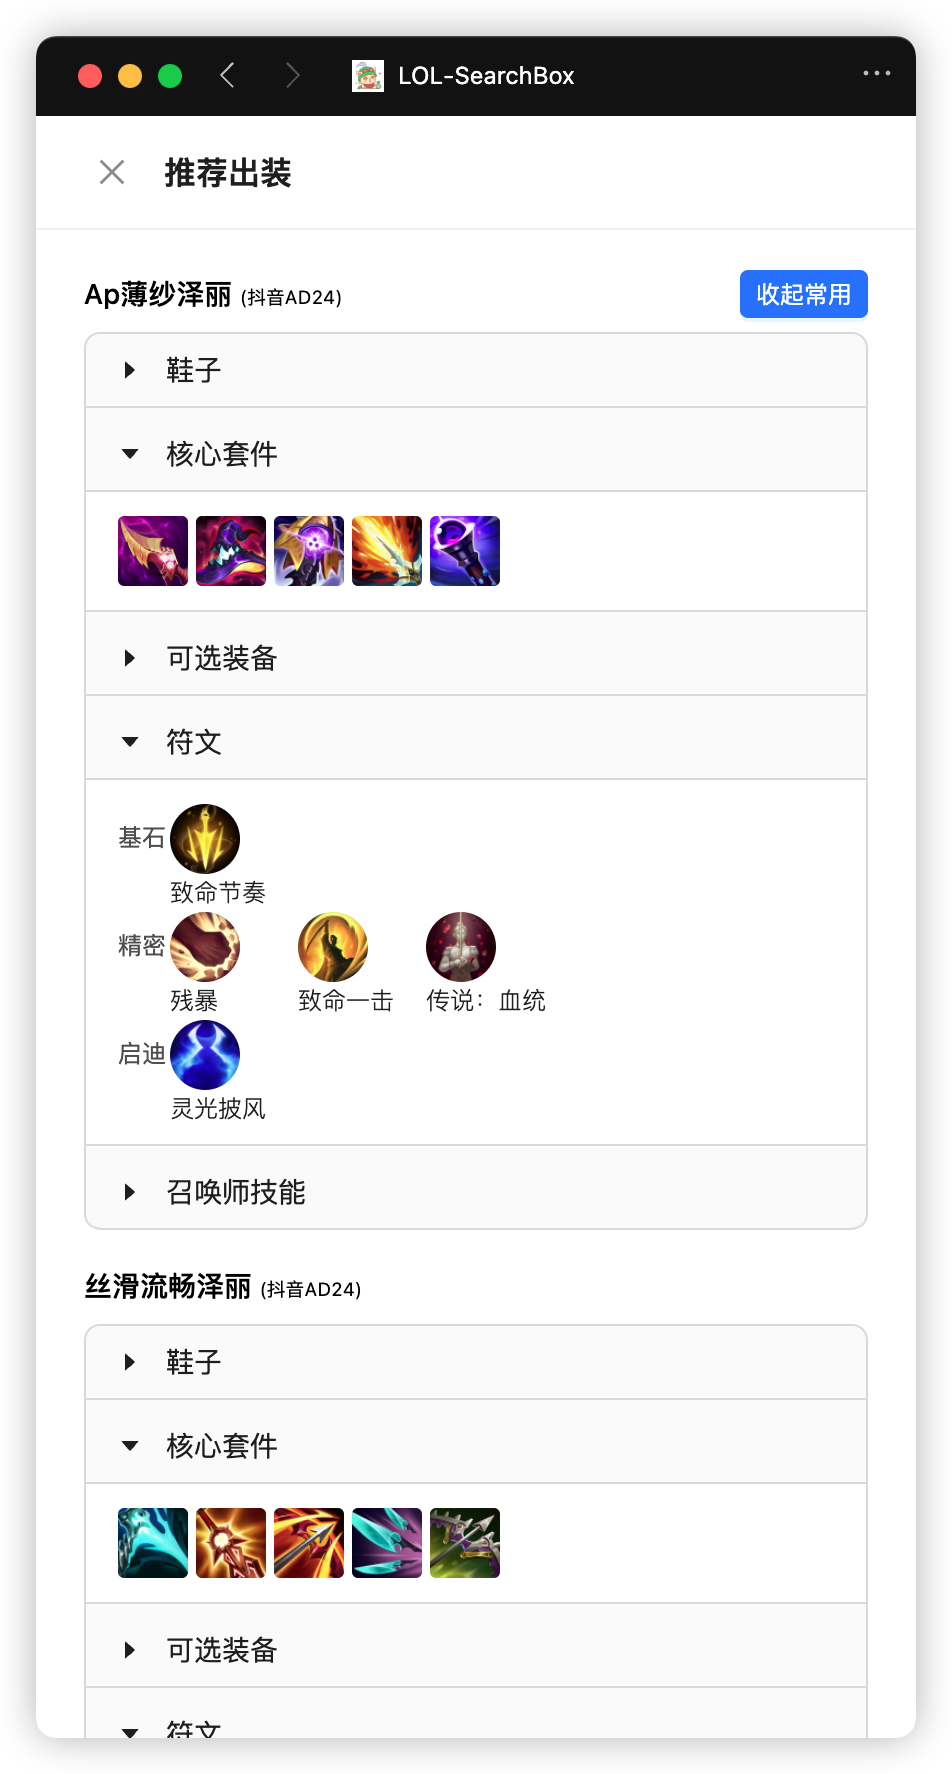 LOL-SearchBox
推荐出装
Ap薄纱泽丽 (抖音AD24)
收起常用
鞋子
核心套件
可选装备
符文
基石
致命节奏
精密
残暴 致命一击 传说：血统
启迪
灵光披风
召唤师技能
丝滑流畅泽丽 (抖音AD24)
鞋子
核心套件
可选装备
符文